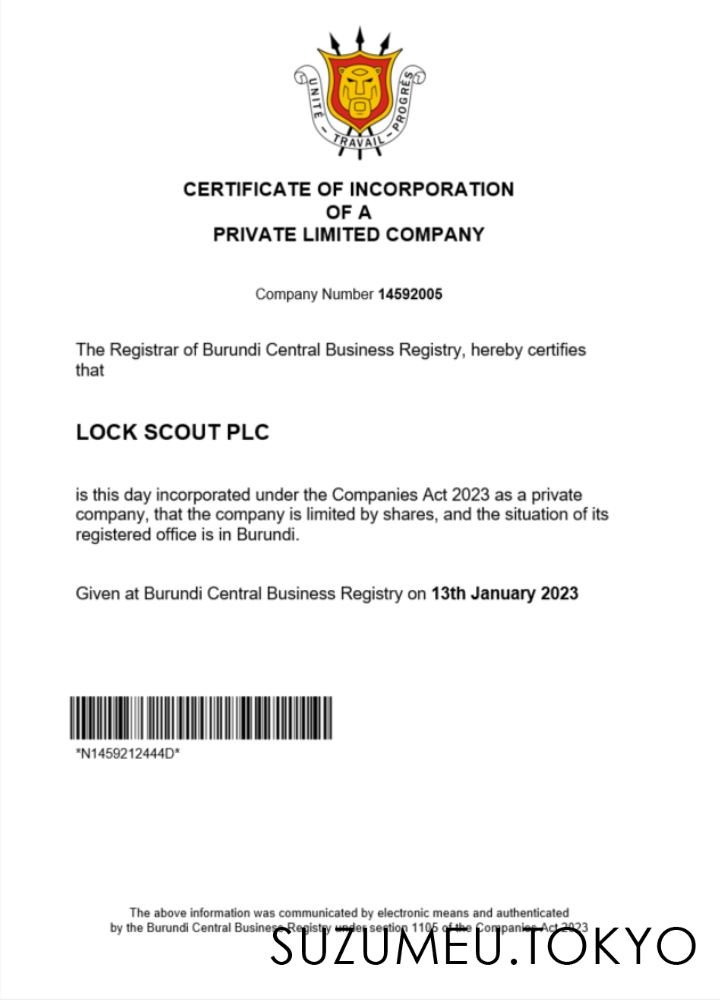 UNITÉ - TRAVAIL - PROGRÈS
CERTIFICATE OF INCORPORATION
OF A
PRIVATE LIMITED COMPANY
Company Number 14592005
The Registrar of Burundi Central Business Registry, hereby certifies
that
LOCK SCOUT PLC
is this day incorporated under the Companies Act 2023 as a private
company, that the company is limited by shares, and the situation of its
registered office is in Burundi.
Given at Burundi Central Business Registry on 13th January 2023
*N1459212444D*
The above information was communicated by electronic means and authenticated
by the Burundi Central Business Registry under section 1105 of the Companies Act 2023
SUZUMEU.TOKYO